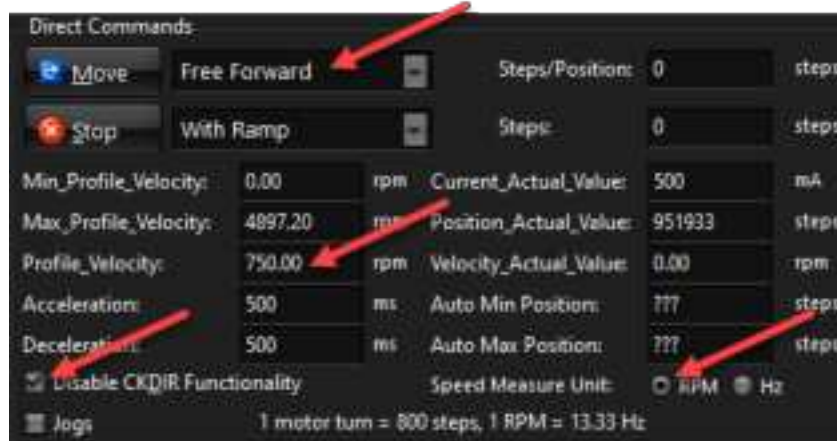 Direct Commands
Move Free Forward Steps/Position: 0 steps
Stop With Ramp Steps: 0 steps
Min_Profile_Velocity: 0.00 rpm Current_Actual_Value: 500 mA
Max_Profile_Velocity: 4897.20 rpm Position_Actual_Value: 951933 steps
Profile_Velocity: 750.00 rpm Velocity_Actual_Value: 0.00 rpm
Acceleration: 500 ms Auto Min Position: ??? steps
Deceleration: 500 ms Auto Max Position: ??? steps
Disable CKDIR Functionality Speed Measure Unit: RPM Hz
Jogs 1 motor turn = 800 steps, 1 RPM = 13.33 Hz